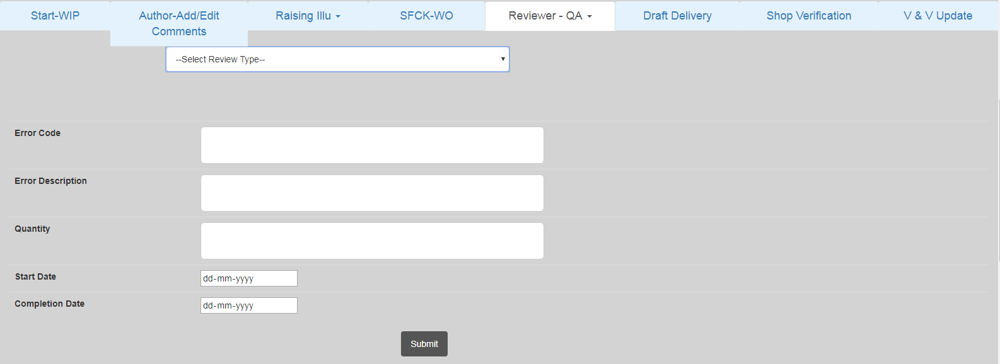 Start-WIP
Author-Add/Edit
Comments
Raising Illu
SFCK-WO
Reviewer - QA
Draft Delivery
Shop Verification
V & V Update
--Select Review Type--
Error Code
Error Description
Quantity
Start Date
dd-mm-yyyy
Completion Date
dd-mm-yyyy
Submit